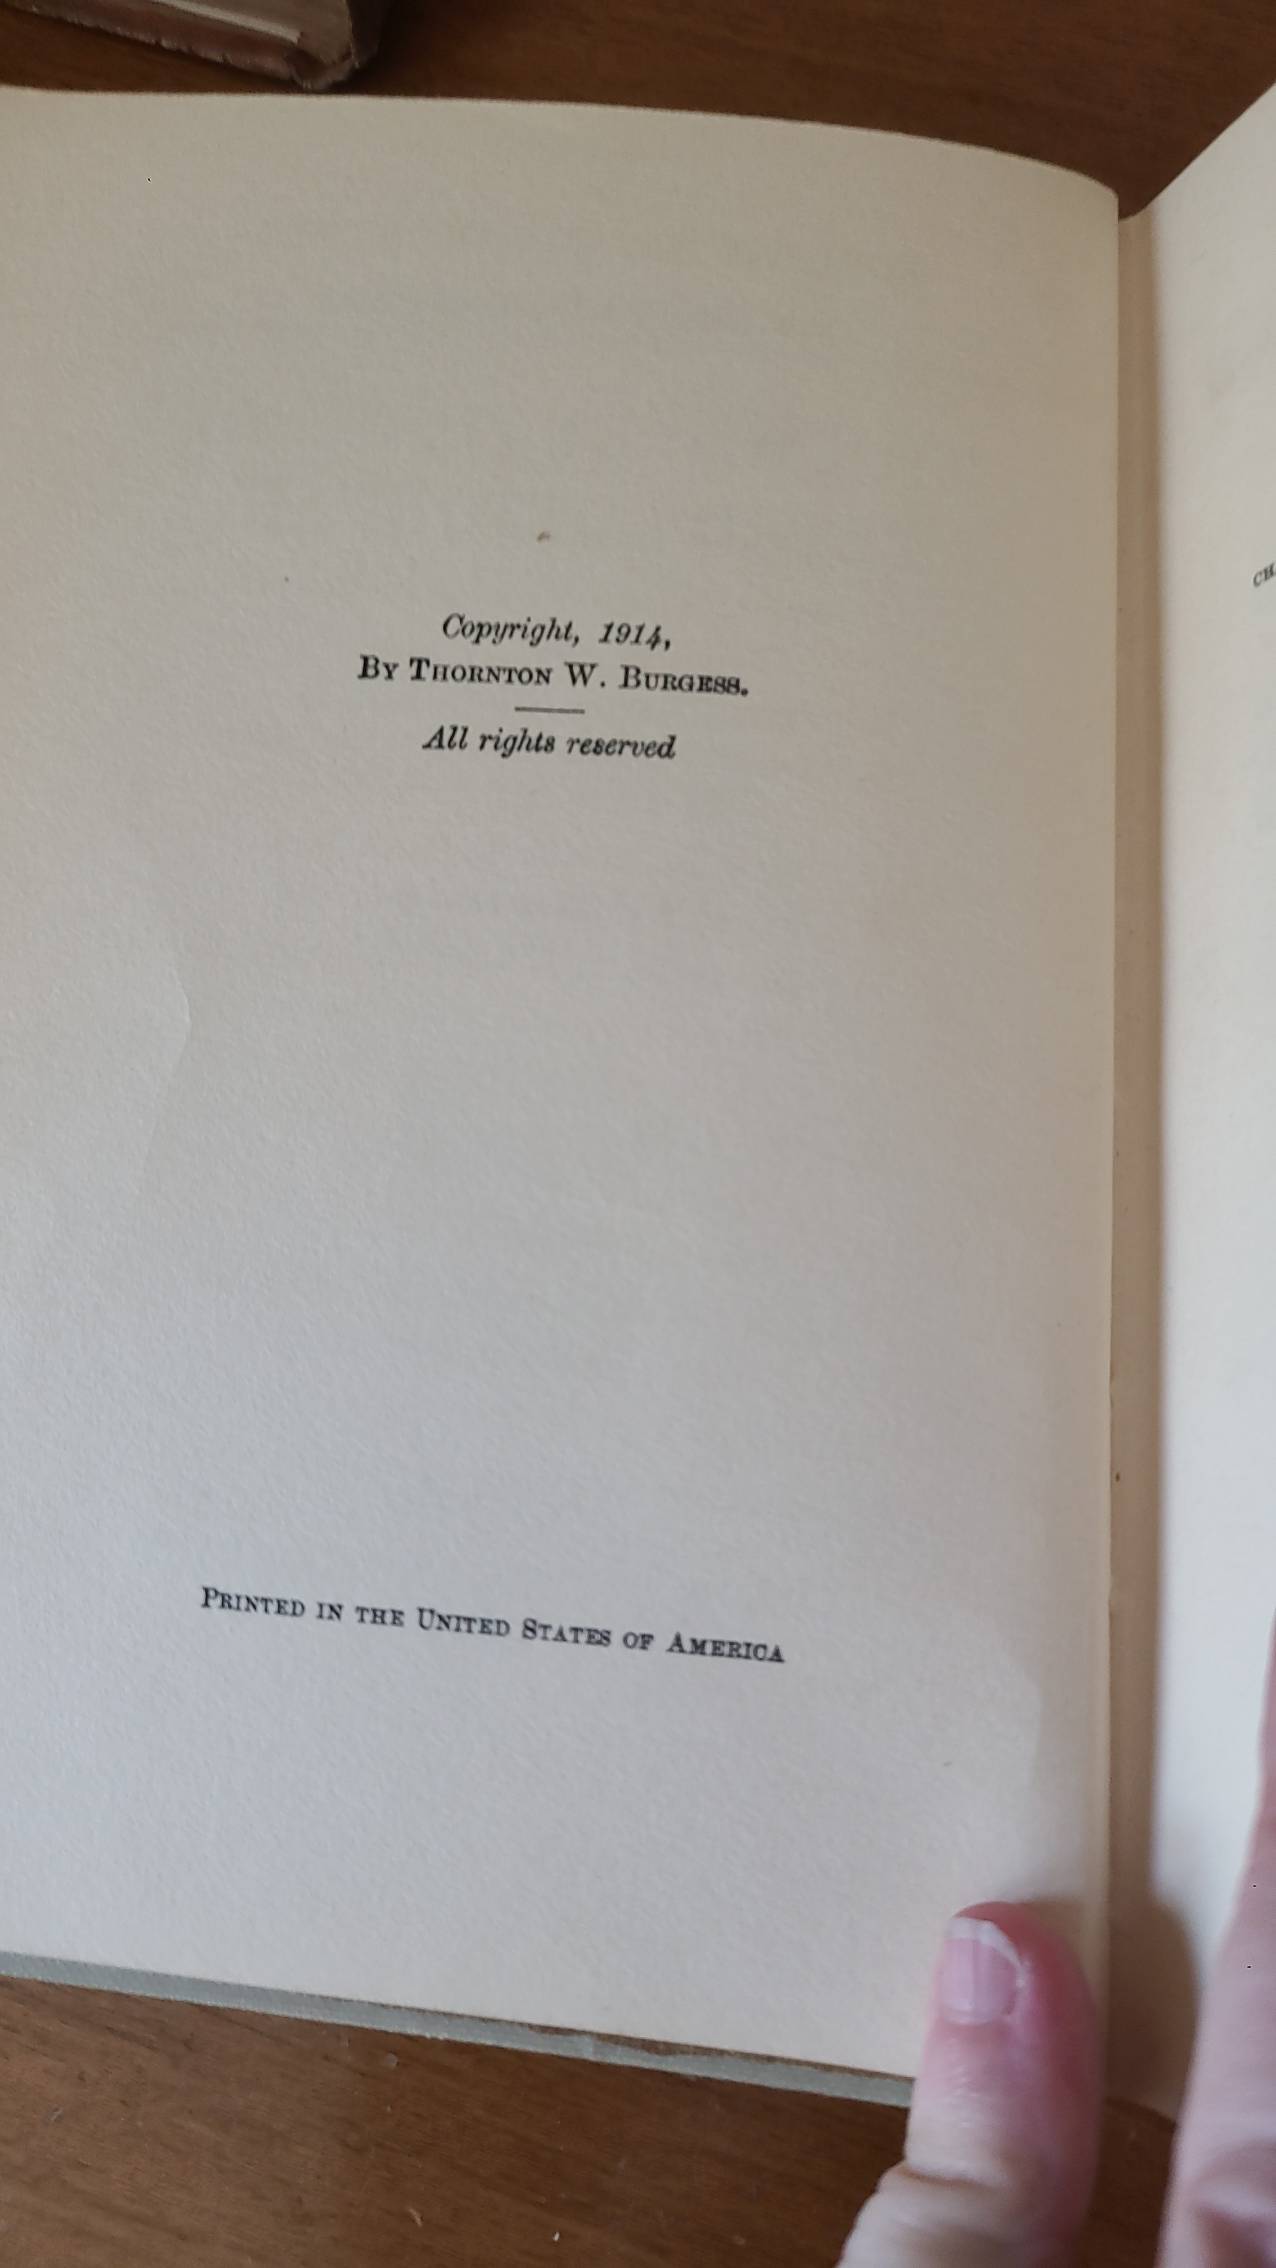 Copyright, 1914,
BY THORNTON W. BURGESS.
All rights reserved
PRINTED IN THE UNITED STATES OF AMERICA